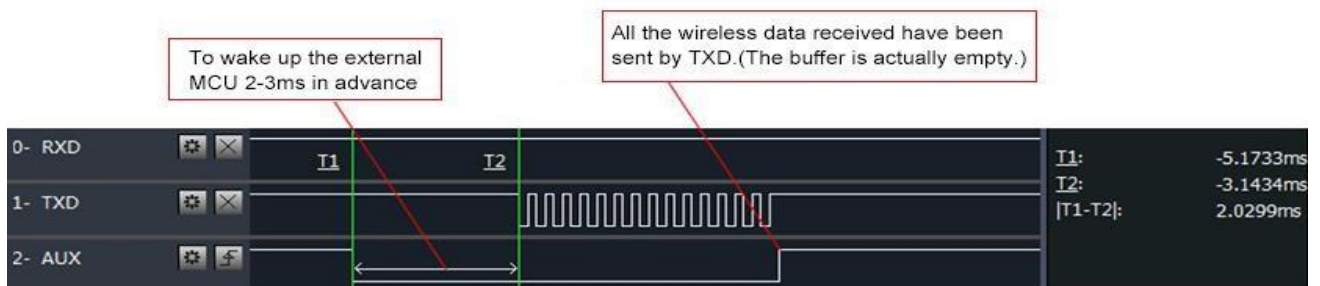 To wake up the external
MCU 2-3ms in advance
All the wireless data received have been
sent by TXD.(The buffer is actually empty.)
0- RXD
T1
T2
T1: -5.1733ms
T2: -3.1434ms
1- TXD
|T1-T2|: 2.0299ms
2- AUX